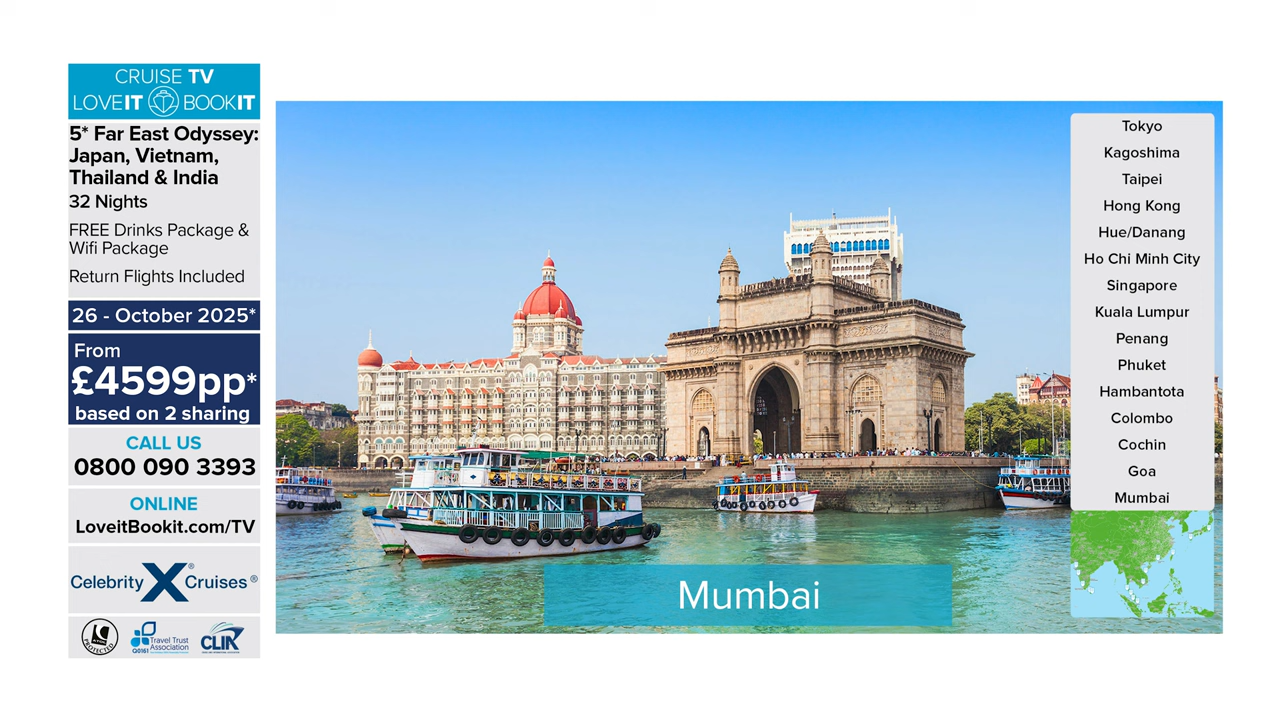 CRUISE TV
LOVEIT BOOKIT
5* Far East Odyssey:
Japan, Vietnam,
Thailand & India
32 Nights
FREE Drinks Package &
Wifi Package
Return Flights Included
26 - October 2025*
From
£4599pp*
based on 2 sharing
CALL US
0800 090 3393
ONLINE
LoveitBookit.com/TV
Celebrity X® Cruises®
PROTECTED
Travel Trust
Association
Q0161
CLIA
Mumbai
Tokyo
Kagoshima
Taipei
Hong Kong
Hue/Danang
Ho Chi Minh City
Singapore
Kuala Lumpur
Penang
Phuket
Hambantota
Colombo
Cochin
Goa
Mumbai